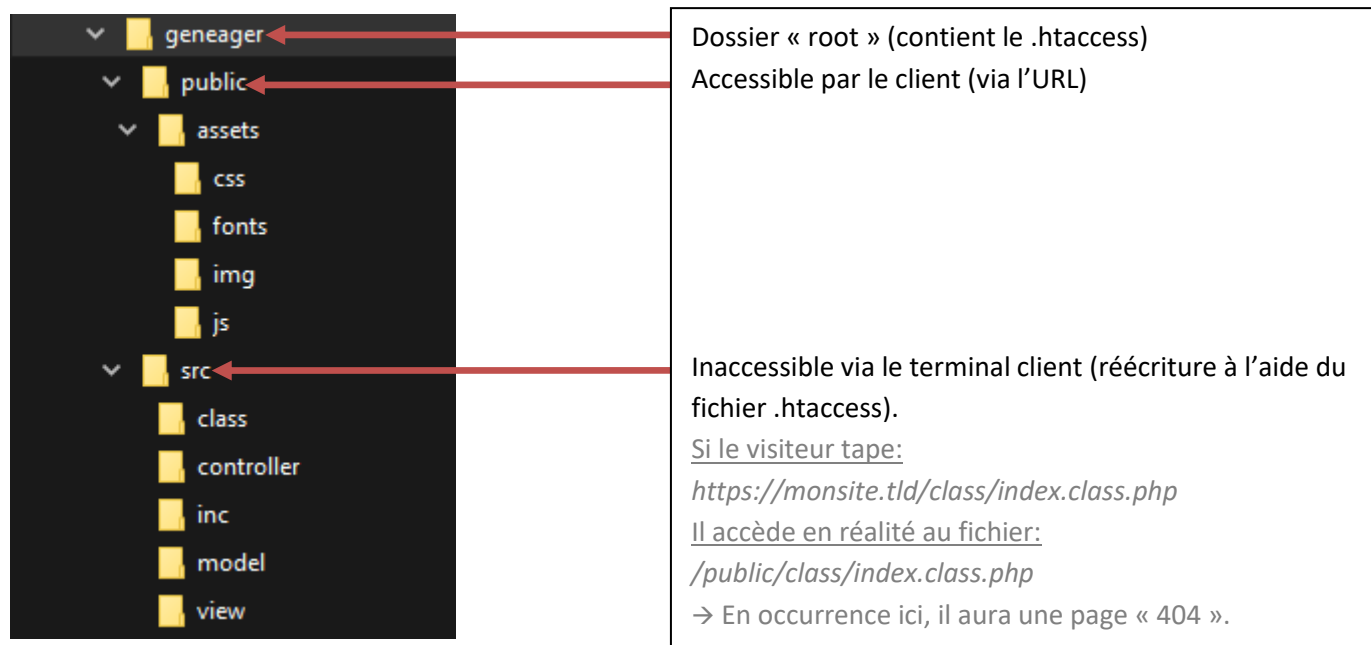 geneager
public
assets
css
fonts
img
js
src
class
controller
inc
model
view
Dossier « root » (contient le .htaccess)
Accessible par le client (via l’URL)
Inaccessible via le terminal client (réécriture à l’aide du
fichier .htaccess).
Si le visiteur tape:
https://monsite.tld/class/index.class.php
Il accède en réalité au fichier:
/public/class/index.class.php
→ En occurrence ici, il aura une page « 404 ».